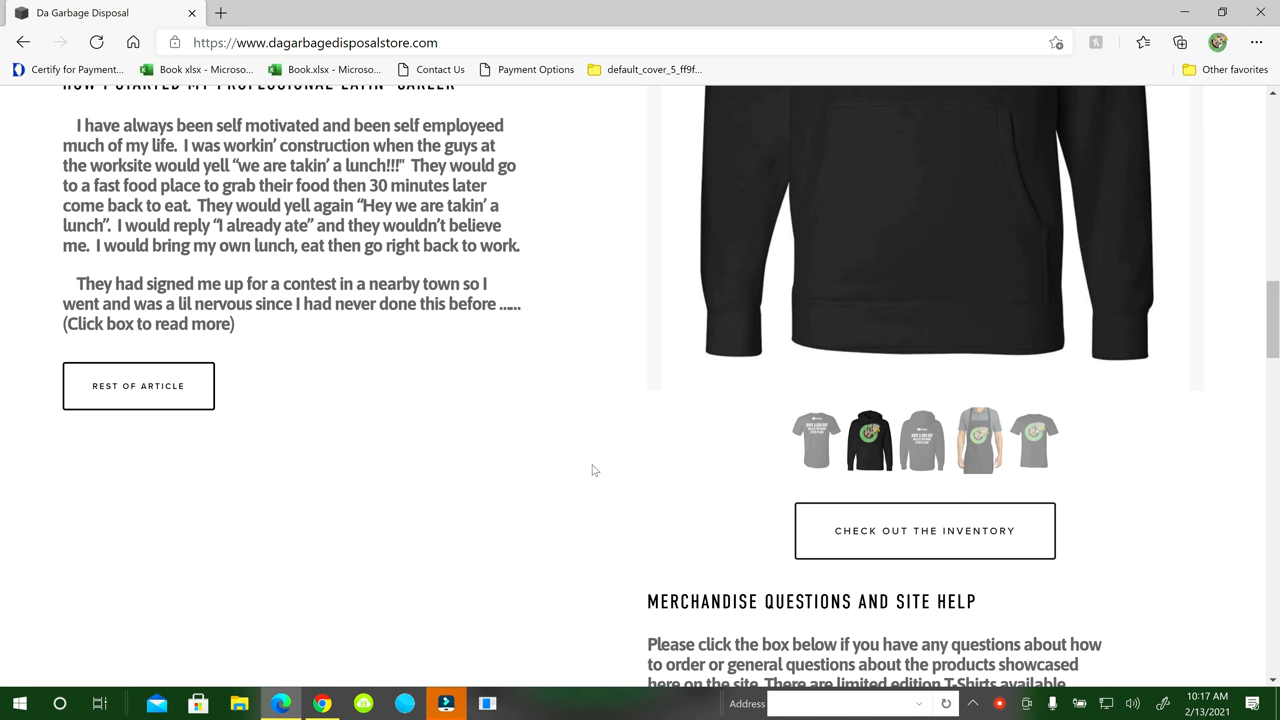 Da Garbage Disposal
https://www.dagarbagedisposalstore.com
Certify for Payment...
Book.xlsx - Microso...
Book.xlsx - Microso...
Contact Us
Payment Options
default_cover_5_ff9f...
Other favorites
HOW I STARTED MY PROFESSIONAL EATIN' CAREER
I have always been self motivated and been self employeed
much of my life. I was workin' construction when the guys at
the worksite would yell “we are takin’ a lunch!!!" They would go
to a fast food place to grab their food then 30 minutes later
come back to eat. They would yell again “Hey we are takin’ a
lunch”. I would reply “I already ate” and they wouldn’t believe
me. I would bring my own lunch, eat then go right back to work.
They had signed me up for a contest in a nearby town so I
went and was a lil nervous since I had never done this before ......
(Click box to read more)
REST OF ARTICLE
CHECK OUT THE INVENTORY
MERCHANDISE QUESTIONS AND SITE HELP
Please click the box below if you have any questions about how
to order or general questions about the products showcased
here on the site. There are limited edition T-Shirts available
Address
10:17 AM
2/13/2021